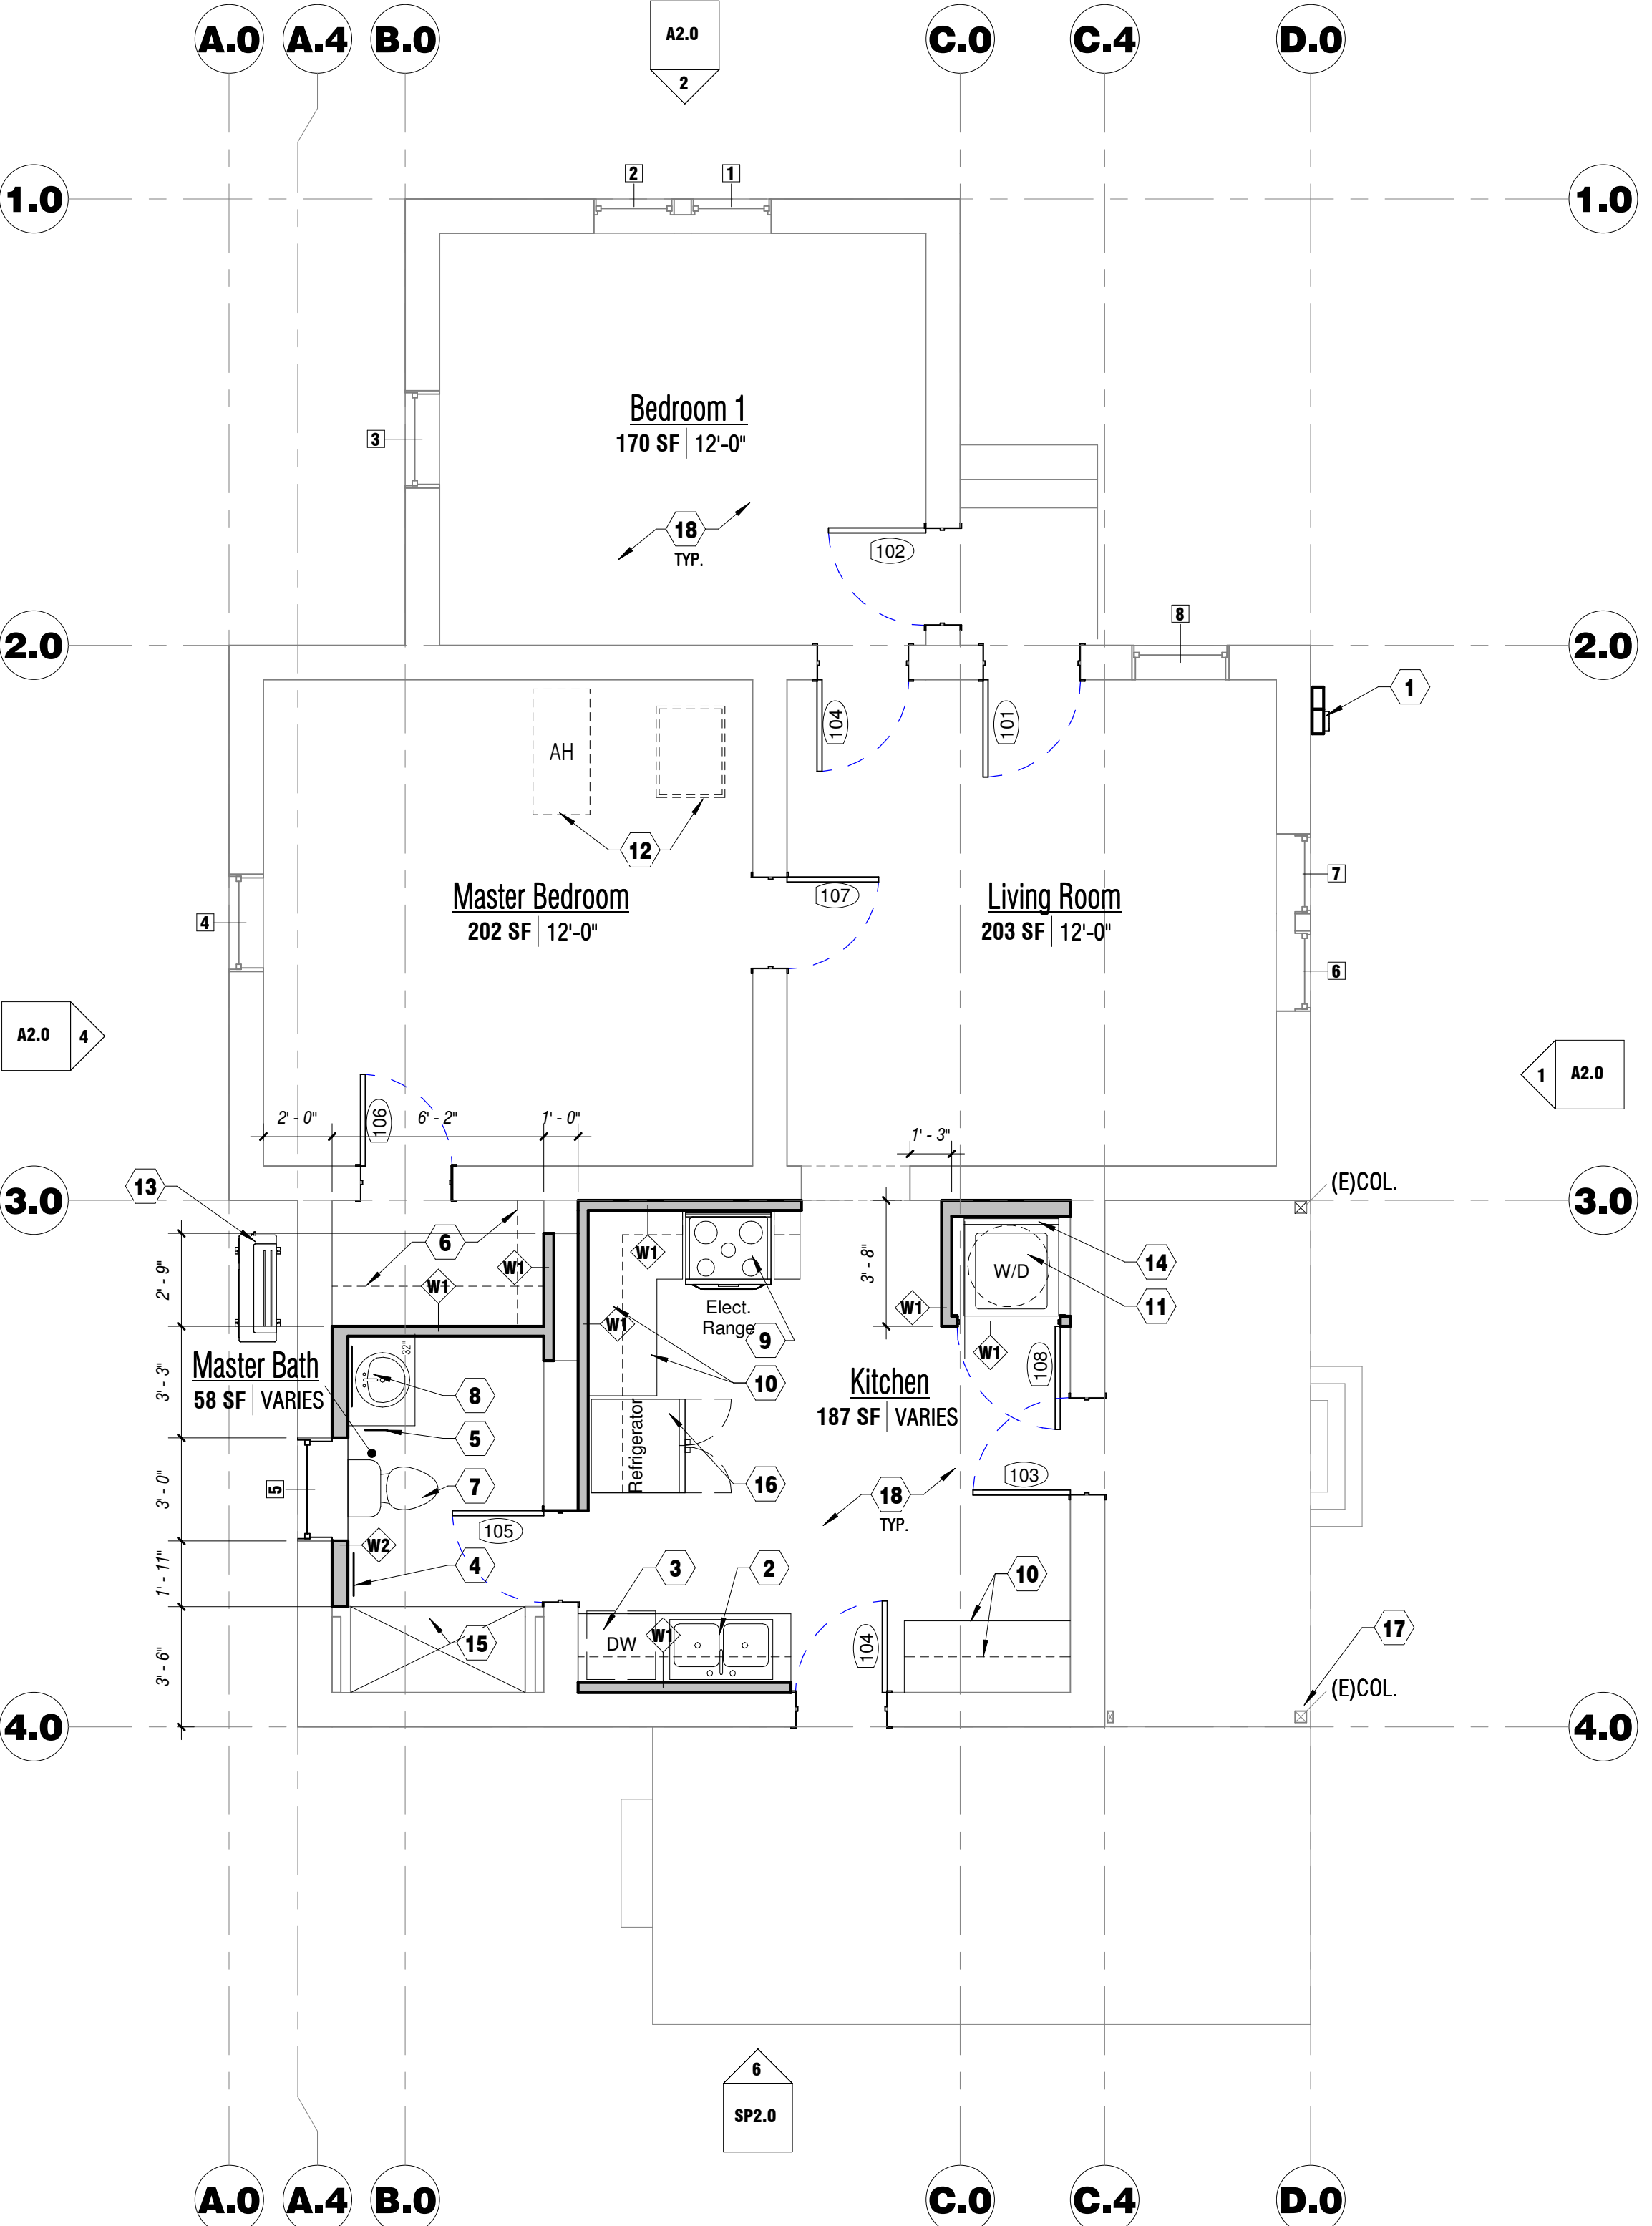 A.0 A.4 B.0 C.0 C.4 D.0
A2.0
2
1.0 1.0
2 1
3
Bedroom 1
170 SF 12'-0"
18
TYP.
102
2.0 2.0
8
1
104
101
AH
12
107
7
Master Bedroom
202 SF 12'-0"
Living Room
203 SF 12'-0"
4
6
A2.0 4
1 A2.0
106
2' - 0" 6' - 2" 1' - 0"
1' - 3"
13
3.0 3.0
(E)COL.
6
W1
W1
W1
W1
2' - 9"
3' - 8"
W/D
14
11
W1
W1
Elect.
Range
9
10
108
Master Bath
58 SF VARIES
32"
8
3' - 3"
Kitchen
187 SF VARIES
5
Refrigerator
16
7
5
3' - 0"
103
18
TYP.
105
W2
4
1' - 11"
3
2
10
DW
W1
15
104
17
3' - 6"
(E)COL.
4.0 4.0
6
SP2.0
A.0 A.4 B.0 C.0 C.4 D.0